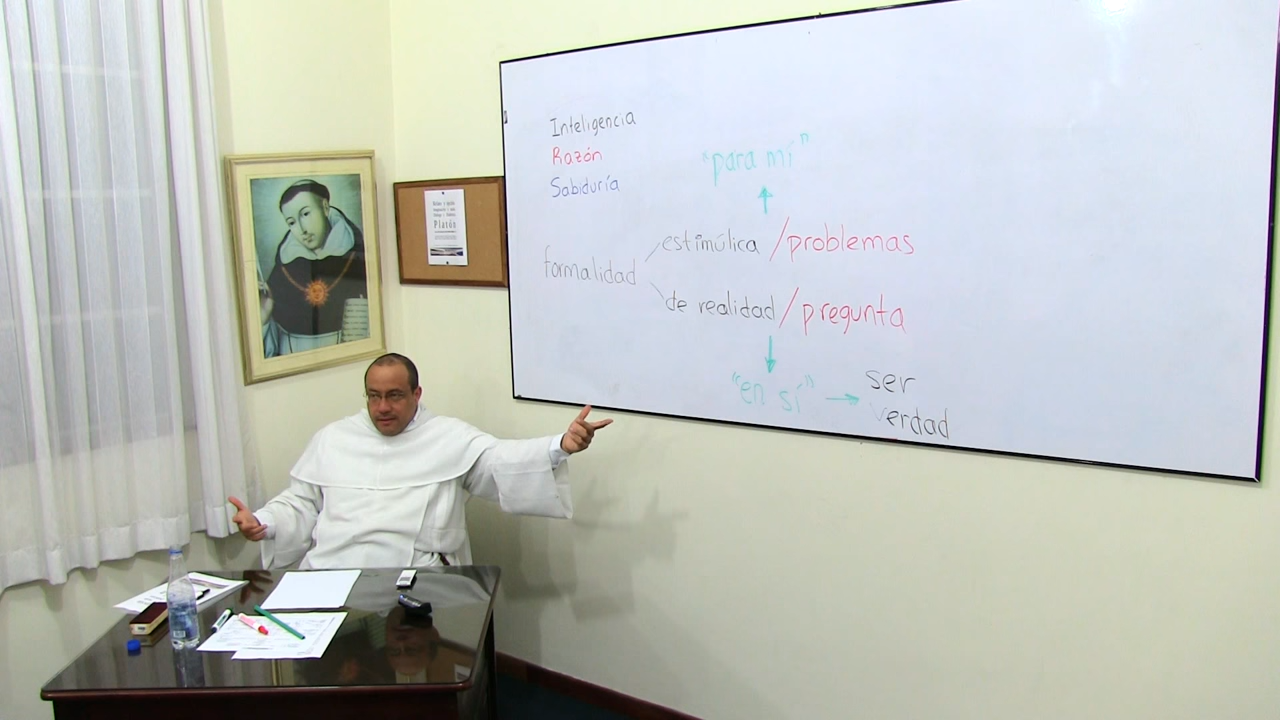 Inteligencia
Razón
Sabiduría
"para mí"
formalidad
estimúlica / problemas
de realidad / pregunta
"en sí" → ser
verdad
Platón